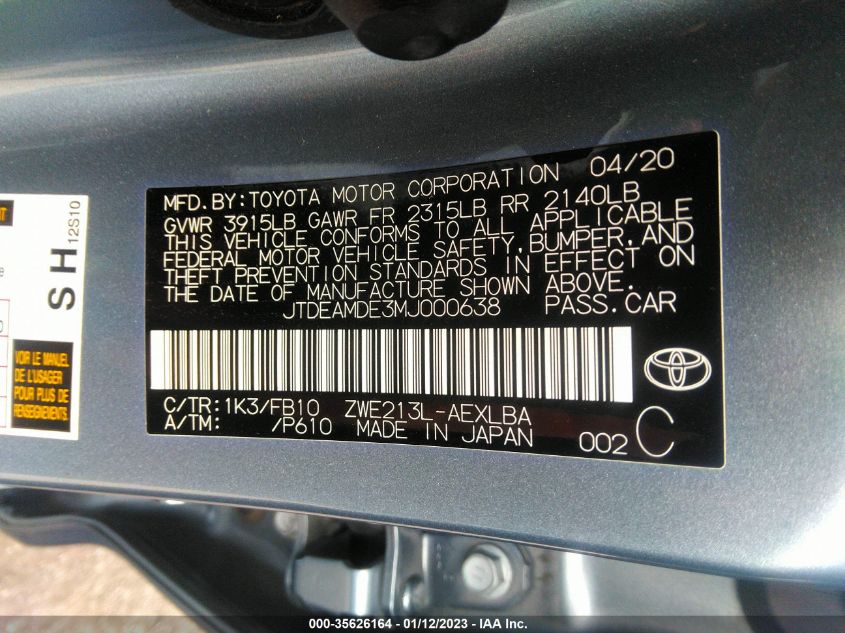 MFD. BY: TOYOTA MOTOR CORPORATION 04/20
GVWR 3915LB GAWR FR 2315LB RR 2140LB
THIS VEHICLE CONFORMS TO ALL APPLICABLE
FEDERAL MOTOR VEHICLE SAFETY, BUMPER, AND
THEFT PREVENTION STANDARDS IN EFFECT ON
THE DATE OF MANUFACTURE SHOWN ABOVE.
JTDEAMDE3MJ000638 PASS. CAR
C/TR: 1K3/FB10 ZWE213L-AEXLBA
A/TM: /P610 MADE IN JAPAN 002 C
SH 12S10
VOIR LE MANUEL
DE L'USAGER
POUR PLUS DE
000-35626164 - 01/12/2023 - IAA Inc.